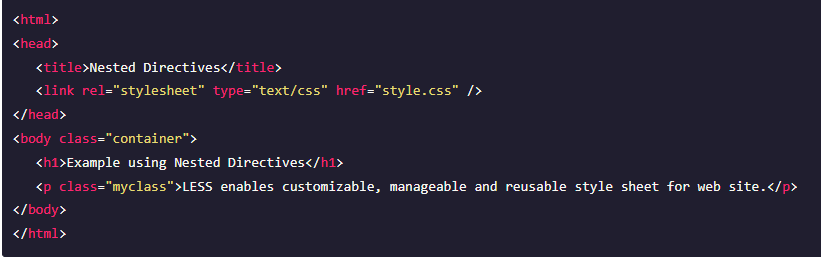 <html>
<head>
   <title>Nested Directives</title>
   <link rel="stylesheet" type="text/css" href="style.css" />
</head>
<body class="container">
   <h1>Example using Nested Directives</h1>
   <p class="myclass">LESS enables customizable, manageable and reusable style sheet for web site.</p>
</body>
</html>